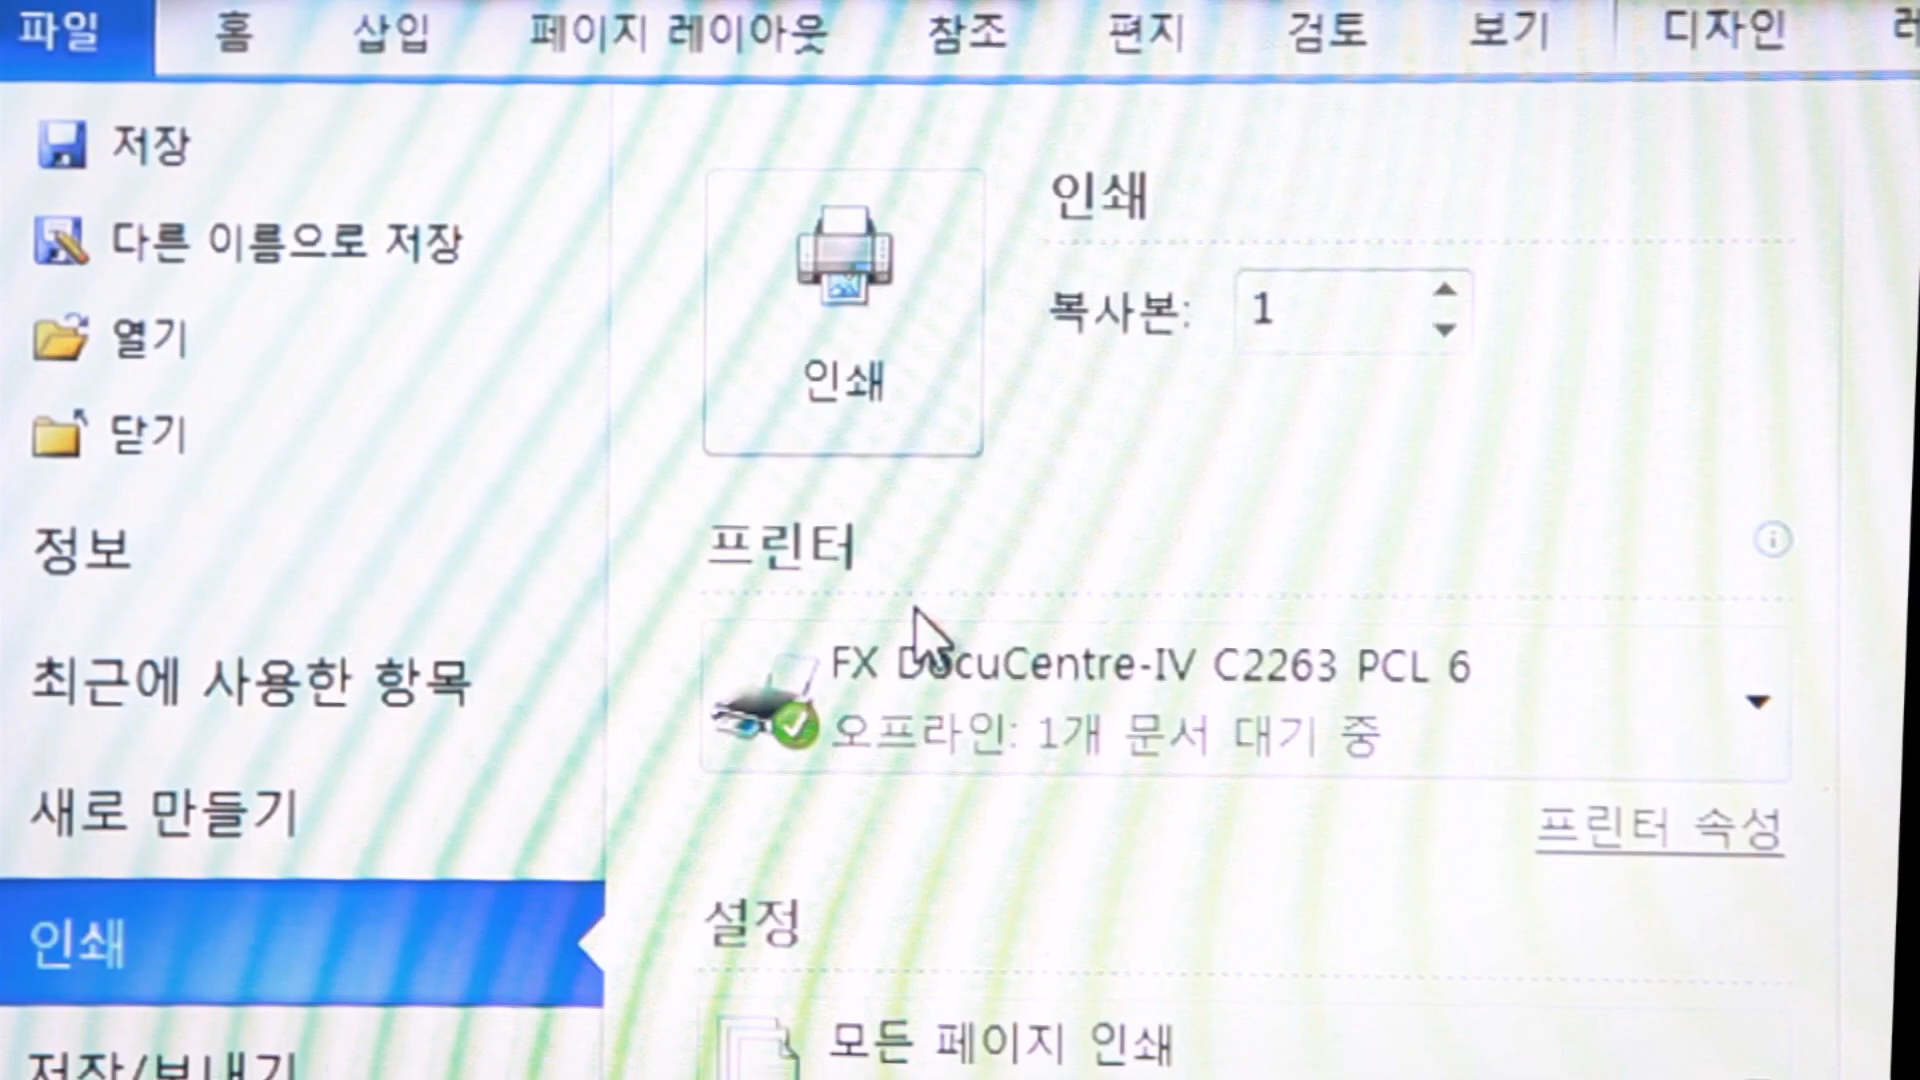 파일 홈 삽입 페이지 레이아웃 참조 편지 검토 보기 디자인
저장
다른 이름으로 저장
열기
닫기
정보
최근에 사용한 항목
새로 만들기
인쇄
저장/보내기
인쇄
인쇄
복사본: 1
프린터
FX DocuCentre-IV C2263 PCL 6
오프라인: 1개 문서 대기 중
프린터 속성
설정
모든 페이지 인쇄